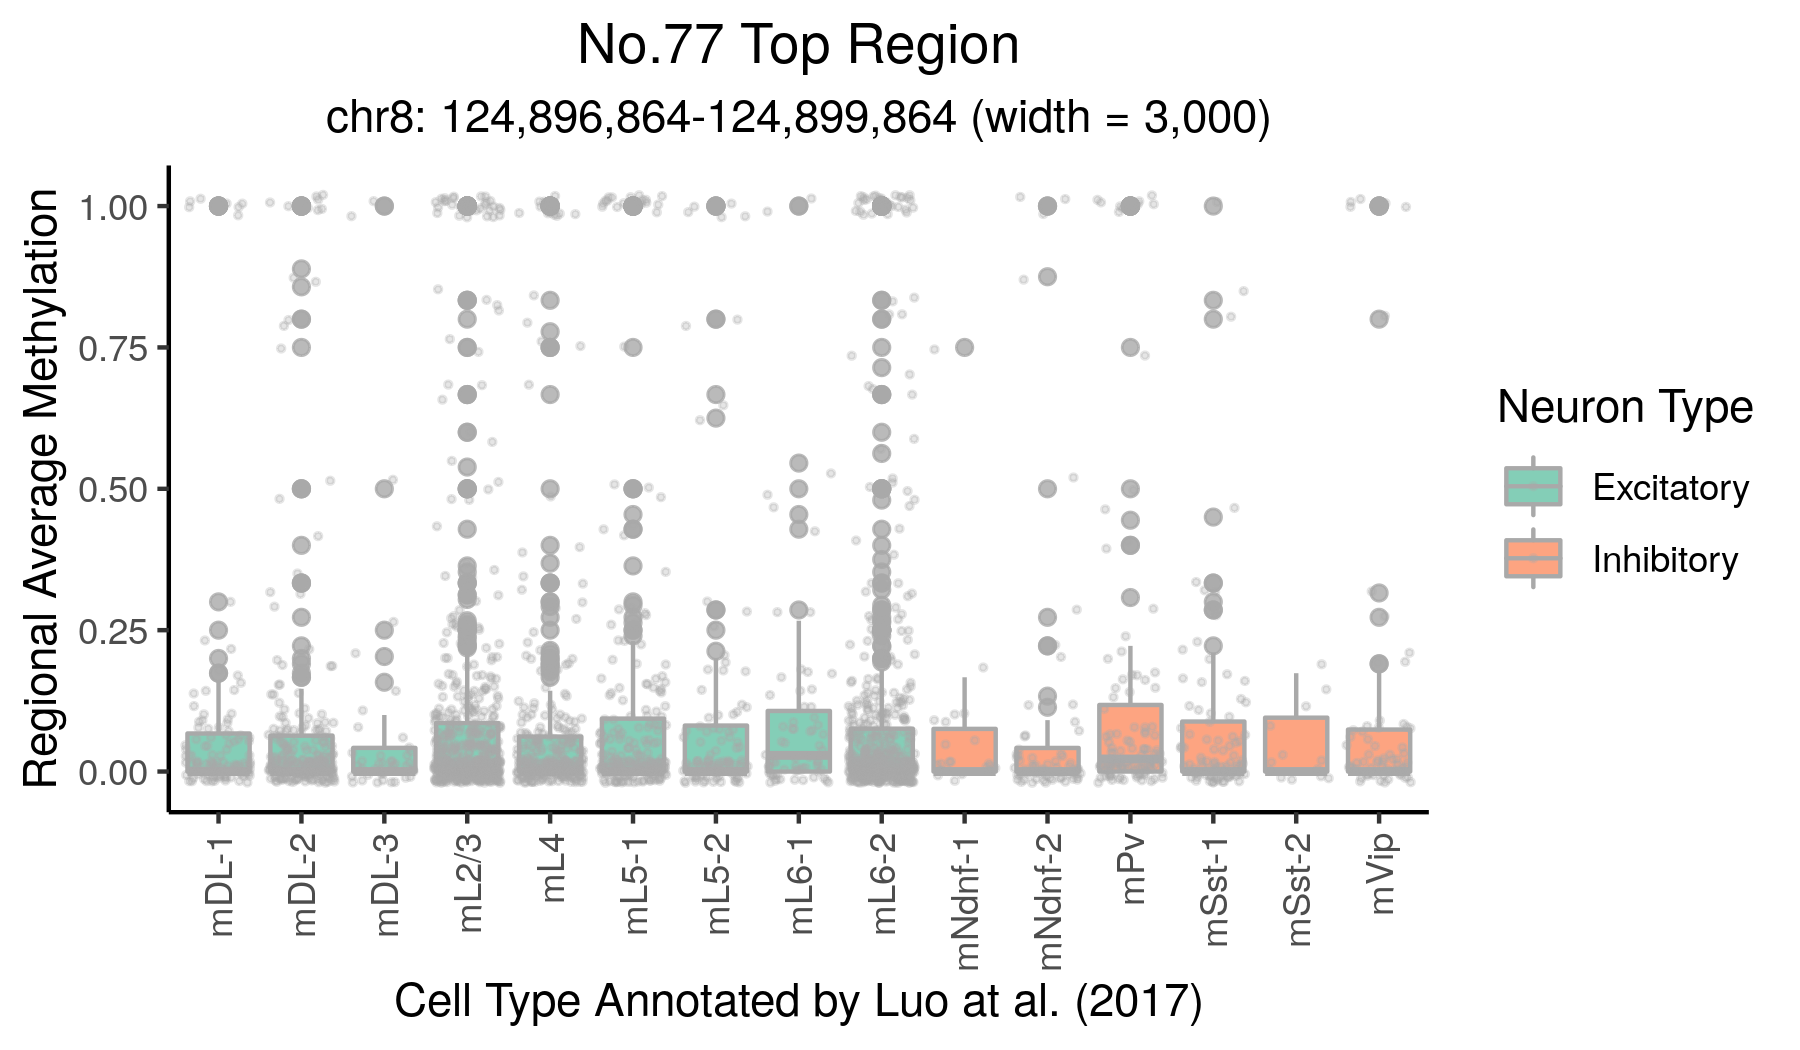 No.77 Top Region
chr8: 124,896,864-124,899,864 (width = 3,000)
Regional Average Methylation
1.00
0.75
0.50
0.25
0.00
mDL-1
mDL-2
mDL-3
mL2/3
mL4
mL5-1
mL5-2
mL6-1
mL6-2
mNdnf-1
mNdnf-2
mPv
mSst-1
mSst-2
mVip
Cell Type Annotated by Luo at al. (2017)
Neuron Type
Excitatory
Inhibitory